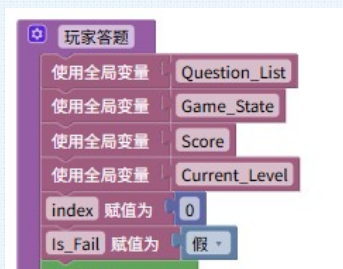 玩家答题
使用全局变量 Question_List
使用全局变量 Game_State
使用全局变量 Score
使用全局变量 Current_Level
index 赋值为 0
Is_Fail 赋值为 假